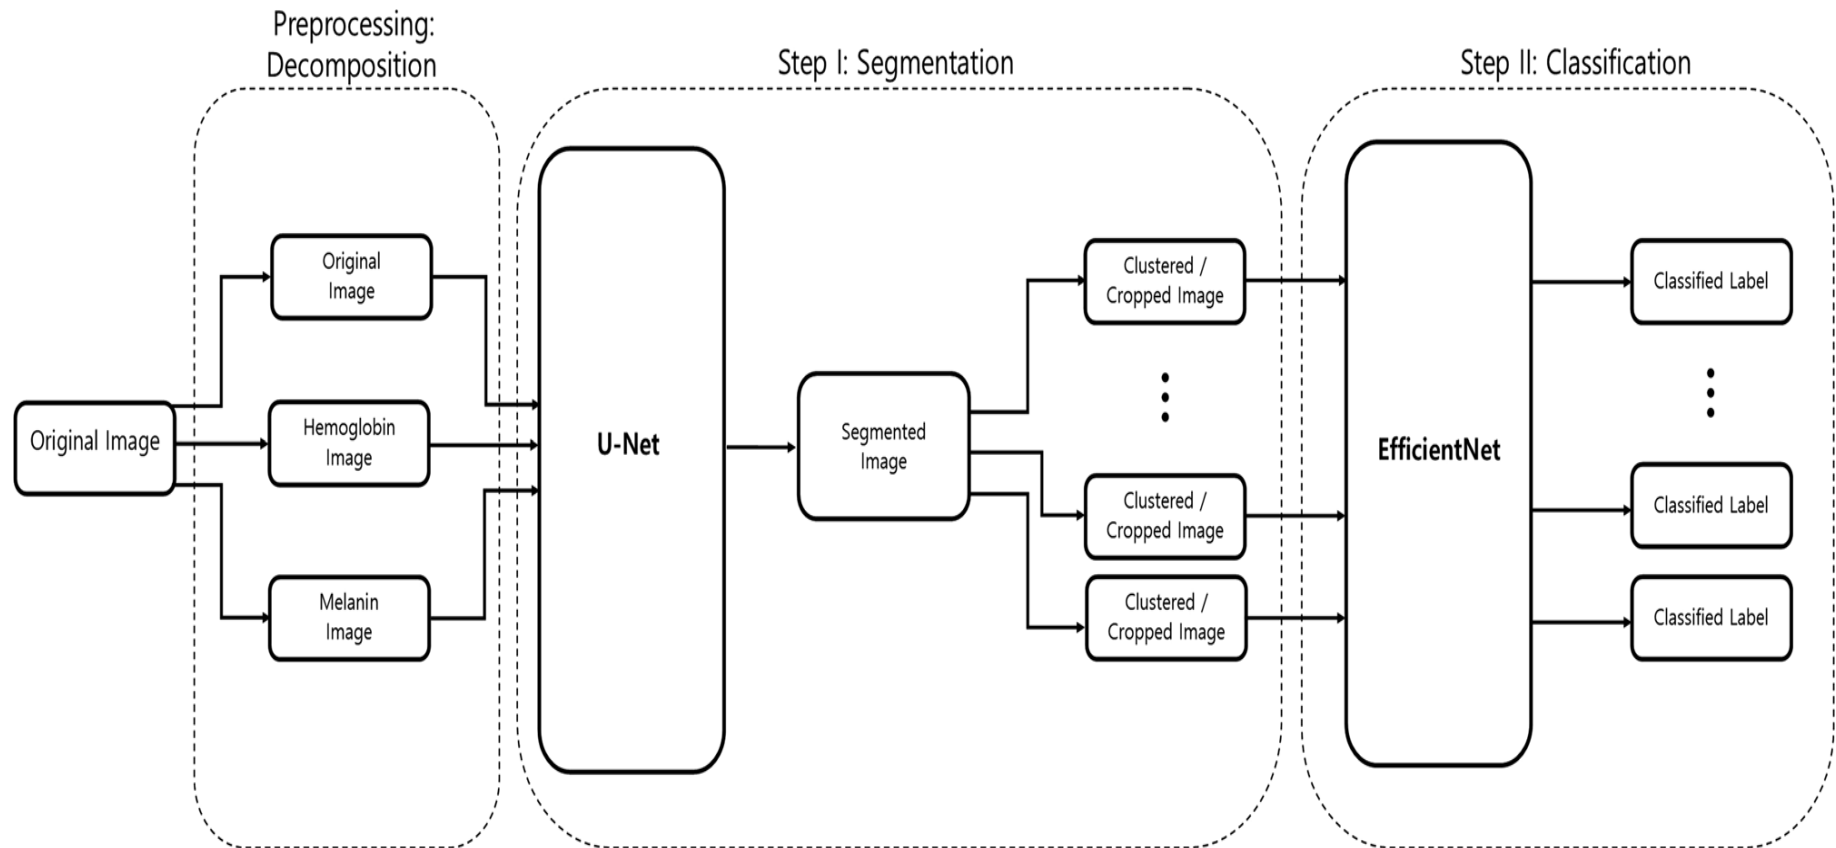 Preprocessing:
Decomposition
Step I: Segmentation
Step II: Classification
Original Image
Original
Image
Hemoglobin
Image
Melanin
Image
U-Net
Segmented
Image
Clustered /
Cropped Image
Clustered /
Cropped Image
Clustered /
Cropped Image
EfficientNet
Classified Label
Classified Label
Classified Label